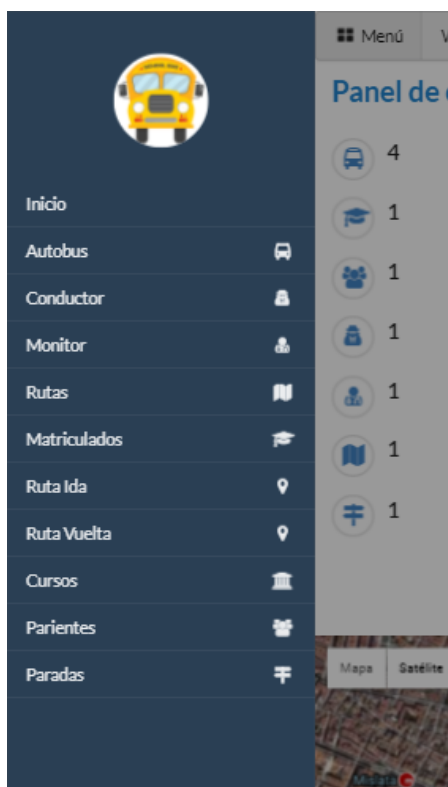 Inicio
Autobus
Conductor
Monitor
Rutas
Matriculados
Ruta Ida
Ruta Vuelta
Cursos
Parientes
Paradas
Menú
Panel de
4
1
1
1
1
1
1
Mapa Satélite
Mislata